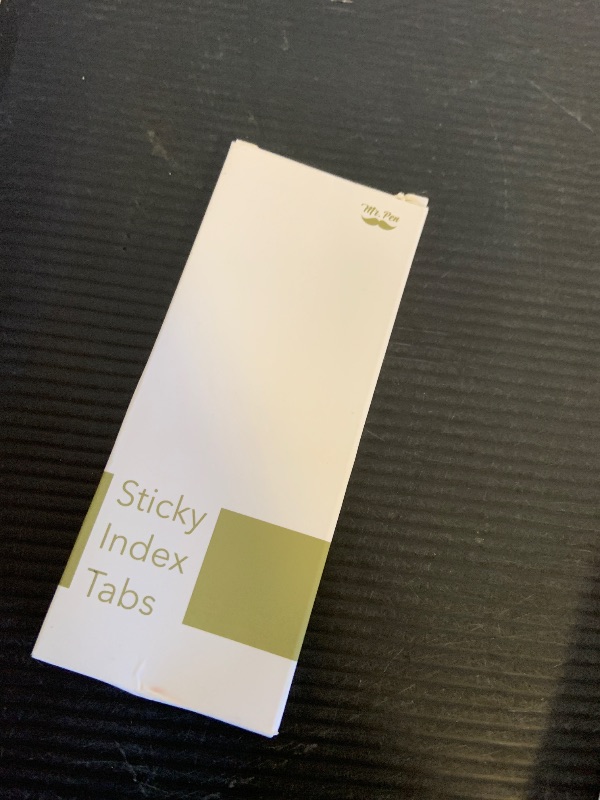 Mr. Pen
Sticky
Index
Tabs